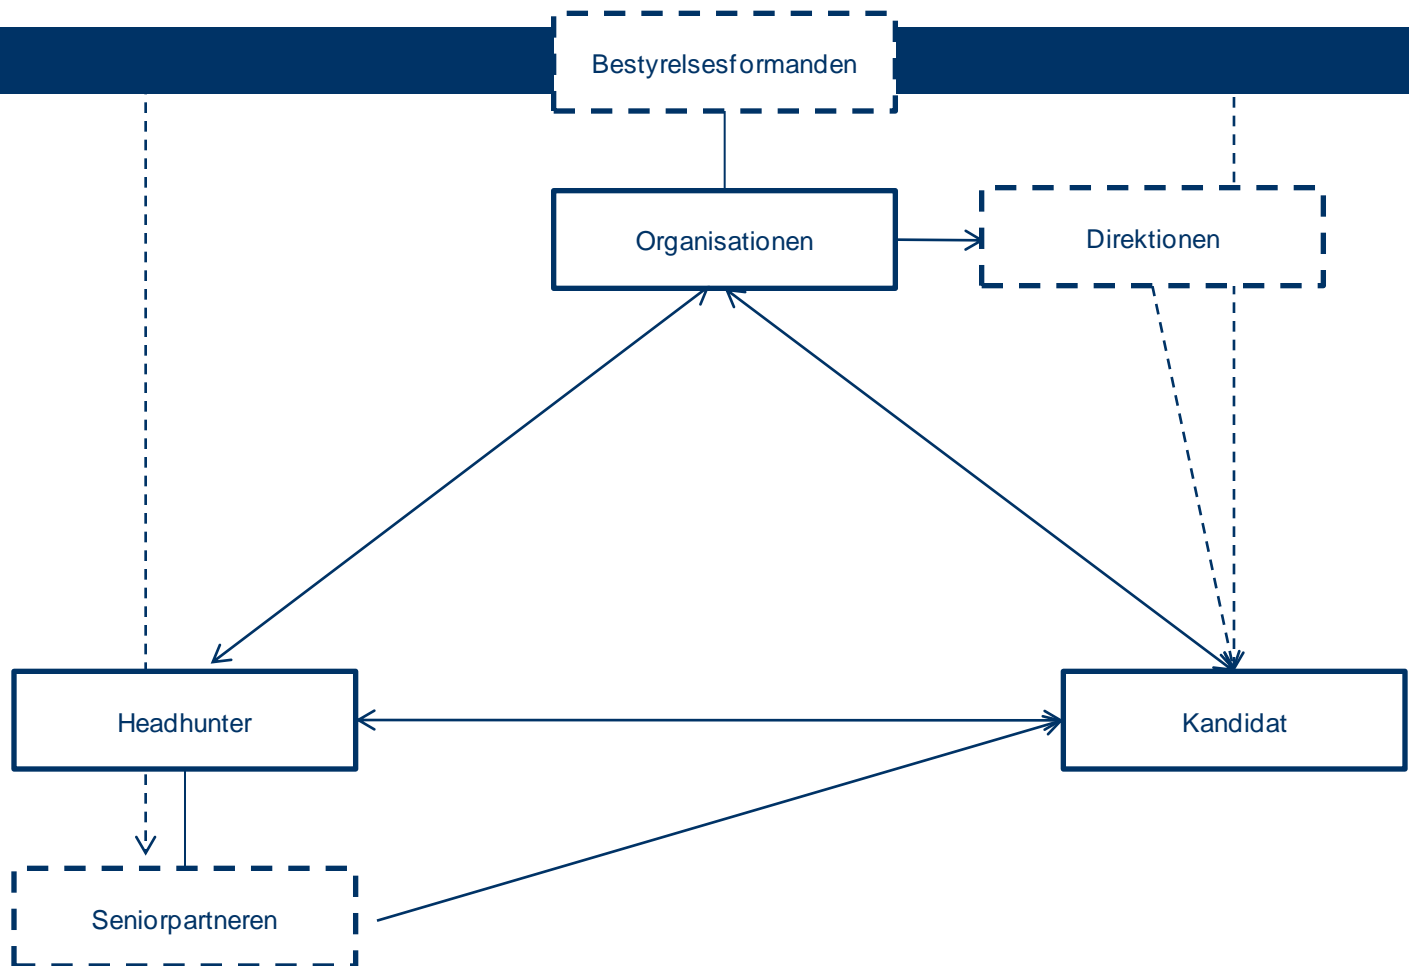 Bestyrelsesformanden
Organisationen
Direktionen
Headhunter
Kandidat
Seniorpartneren